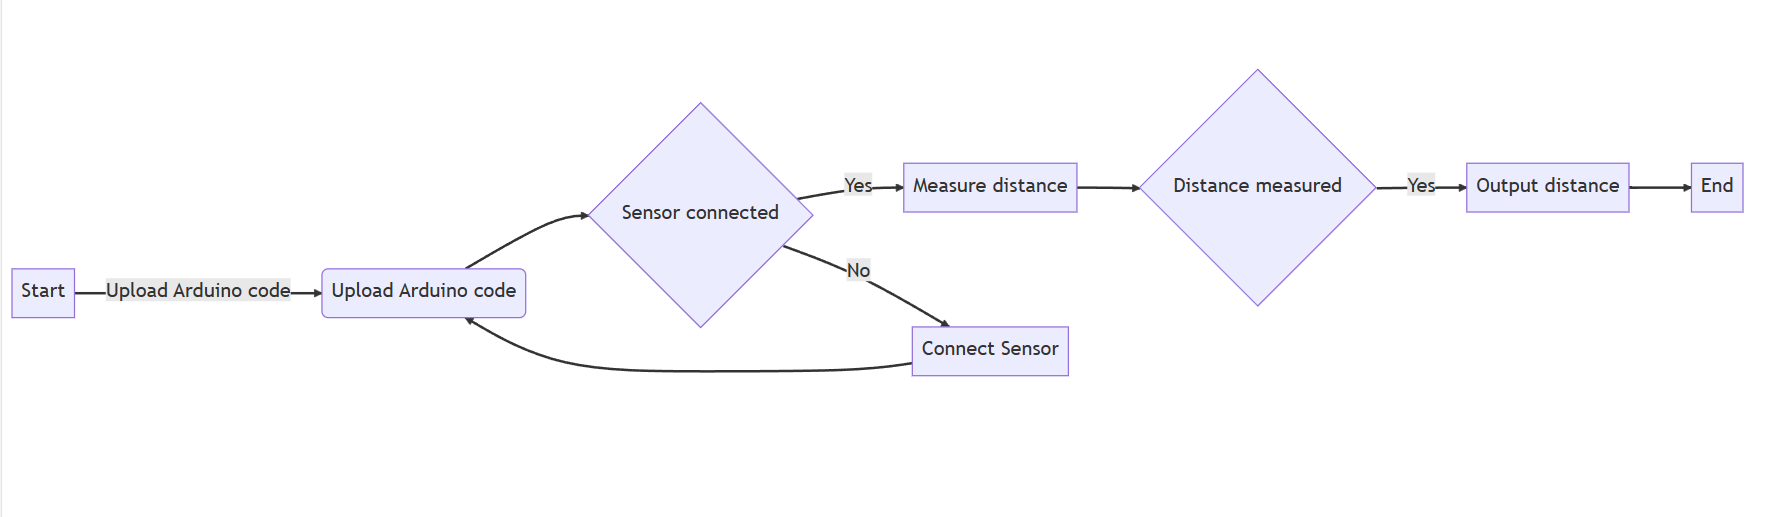 Start
Upload Arduino code
Upload Arduino code
Sensor connected
Yes
Measure distance
No
Connect Sensor
Distance measured
Yes
Output distance
End